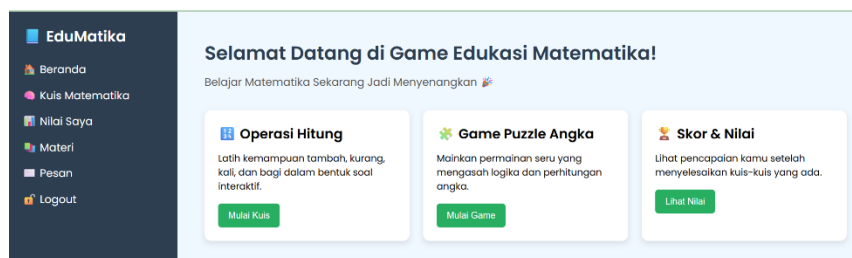 EduMatika
Beranda
Kuis Matematika
Nilai Saya
Materi
Pesan
Logout
Selamat Datang di Game Edukasi Matematika!
Belajar Matematika Sekarang Jadi Menyenangkan 🎉
Operasi Hitung
Latih kemampuan tambah, kurang,
kali, dan bagi dalam bentuk soal
interaktif.
Mulai Kuis
Game Puzzle Angka
Mainkan permainan seru yang
mengasah logika dan perhitungan
angka.
Mulai Game
Skor & Nilai
Lihat pencapaian kamu setelah
menyelesaikan kuis-kuis yang ada.
Lihat Nilai